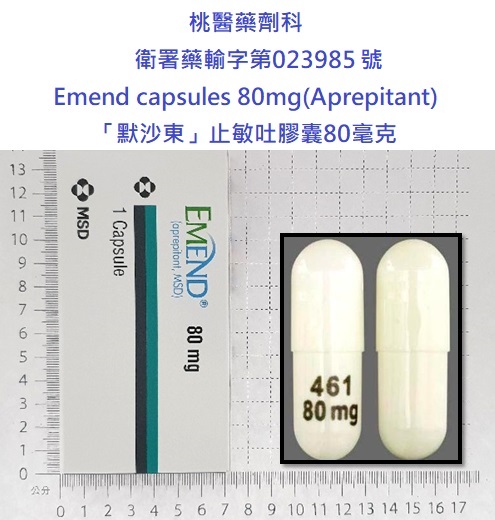 桃醫藥劑科
衛署藥輸字第023985 號
Emend capsules 80mg(Aprepitant)
「默沙東」止敏吐膠囊80毫克
MSD
1 Capsule
EMEND®
(aprepitant, MSD)
80 mg
461
80 mg
13
12
11
10
9
8
7
6
5
4
3
2
1
0
公分
0 1 2 3 4 5 6 7 8 9 10 11 12 13 14 15 16 17